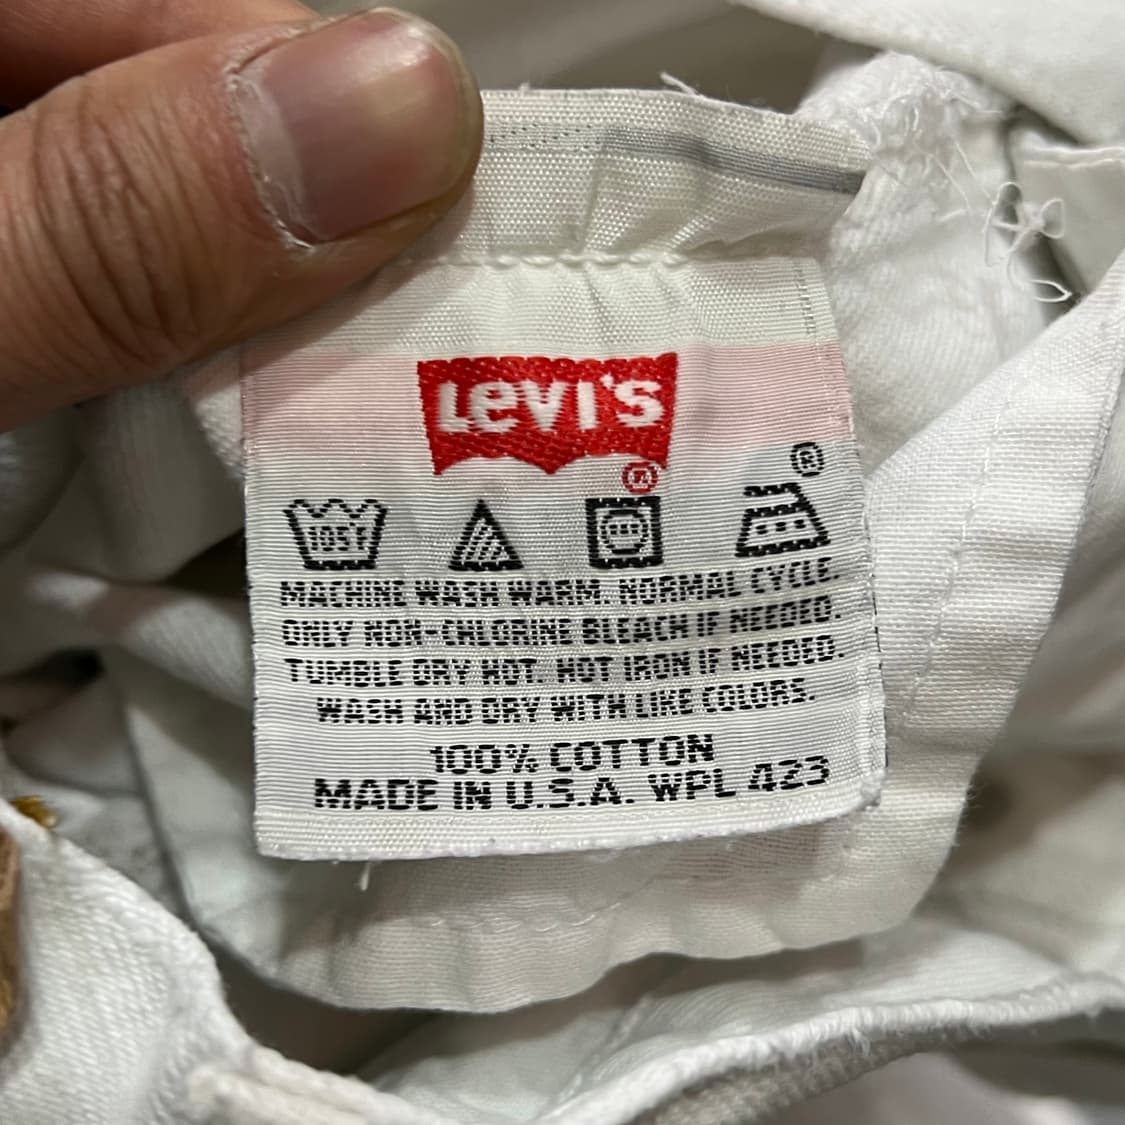 LEVI'S
®
®
105F
MACHINE WASH WARM. NORMAL CYCLE.
ONLY NON-CHLORINE BLEACH IF NEEDED.
TUMBLE DRY HOT. HOT IRON IF NEEDED.
WASH AND DRY WITH LIKE COLORS.
100% COTTON
MADE IN U.S.A. WPL 423